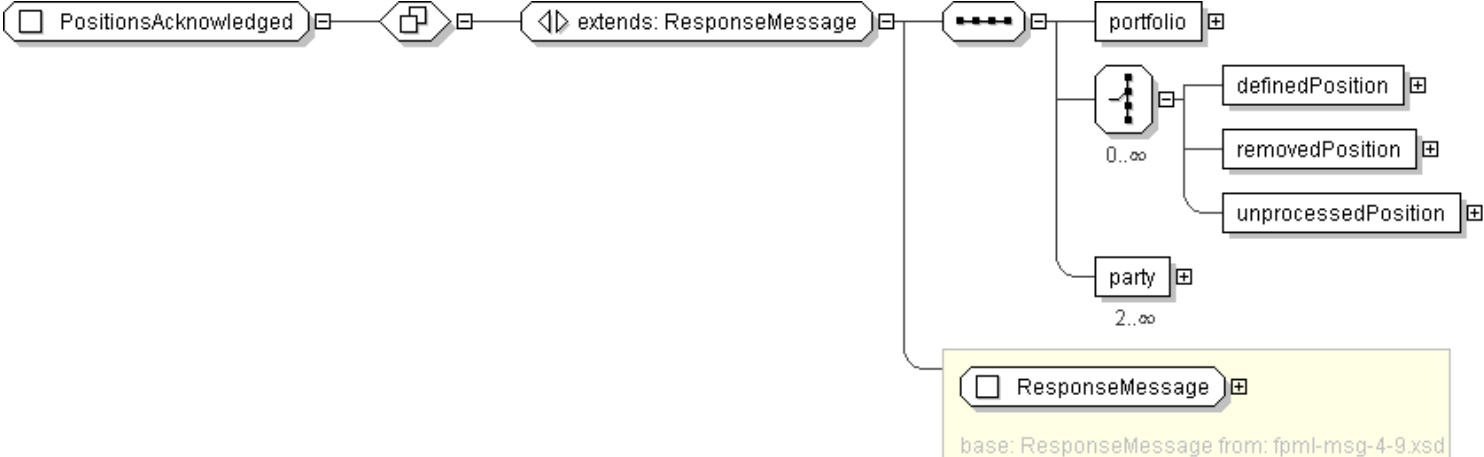 PositionsAcknowledged
extends: ResponseMessage
portfolio
definedPosition
0..∞
removedPosition
unprocessedPosition
party
2..∞
ResponseMessage
base: ResponseMessage from: fpml-msg-4-9.xsd